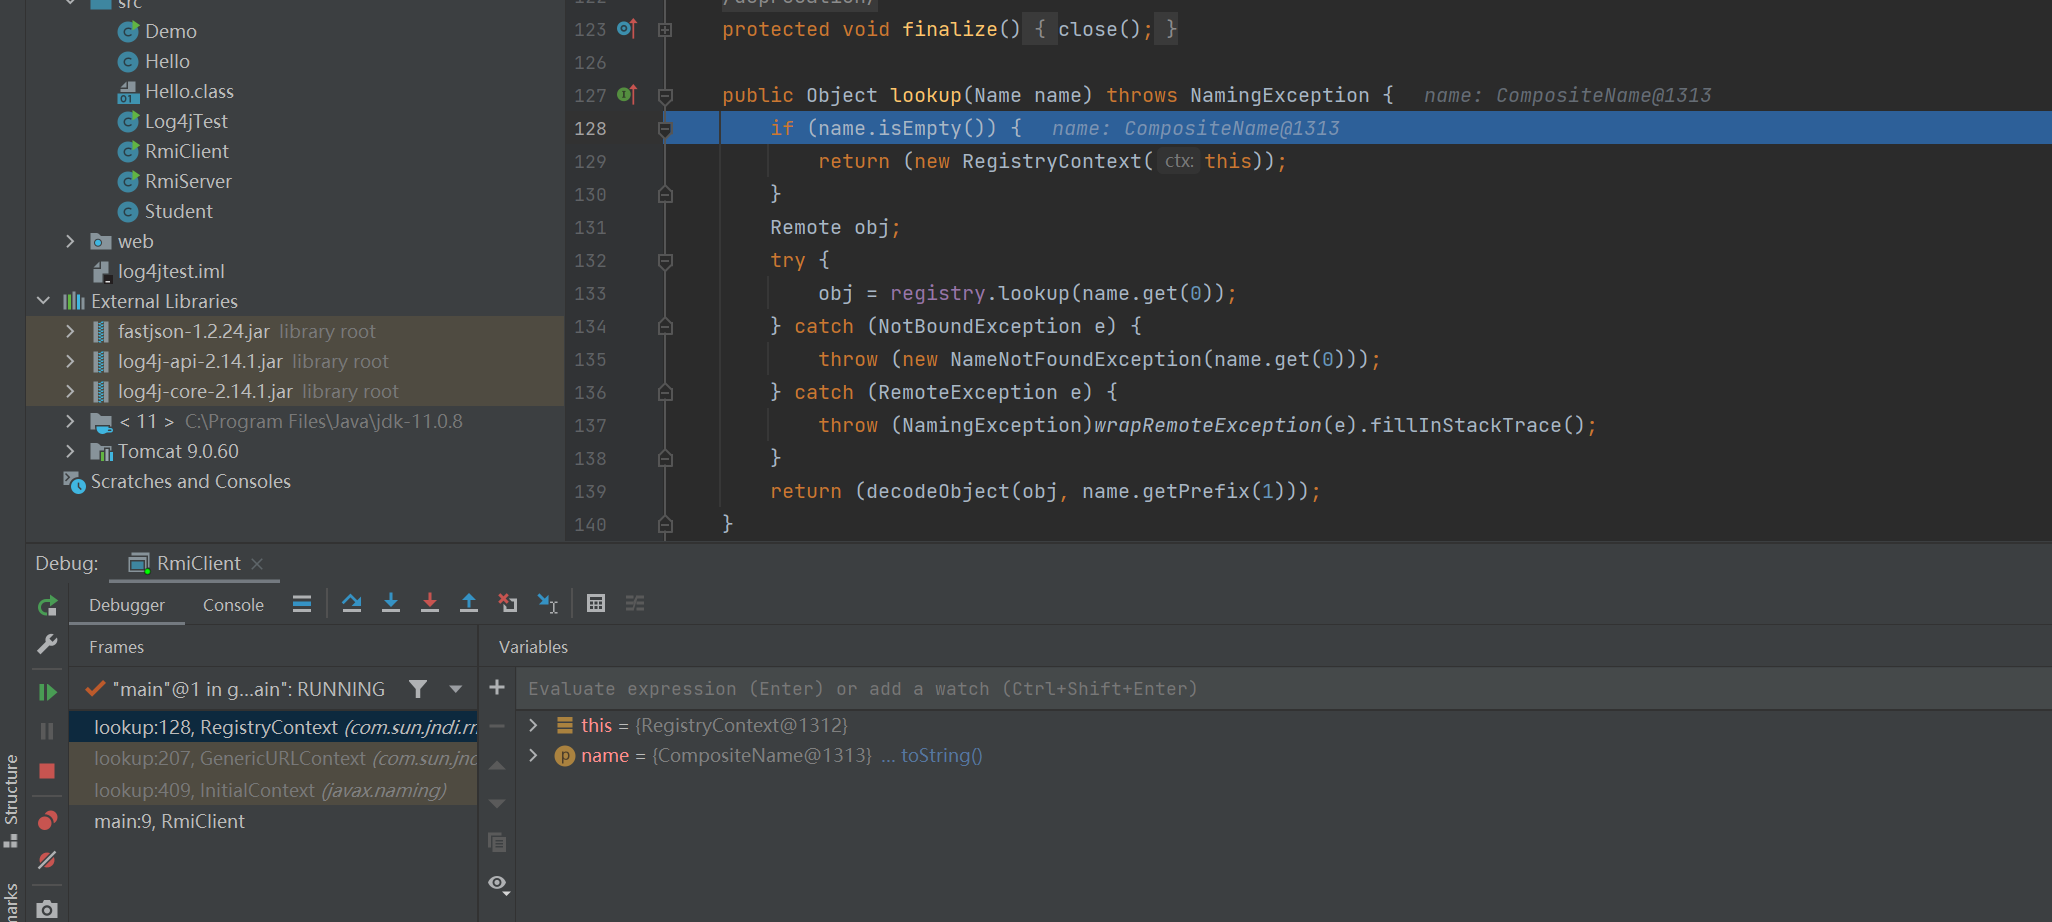 src
Demo
Hello
Hello.class
Log4jTest
RmiClient
RmiServer
Student
web
log4jtest.iml
External Libraries
fastjson-1.2.24.jar library root
log4j-api-2.14.1.jar library root
log4j-core-2.14.1.jar library root
< 11 > C:\Program Files\Java\jdk-11.0.8
Tomcat 9.0.60
Scratches and Consoles
123 protected void finalize() { close(); }
126
127 public Object lookup(Name name) throws NamingException { name: CompositeName@1313
128 if (name.isEmpty()) { name: CompositeName@1313
129 return (new RegistryContext( ctx: this));
130 }
131 Remote obj;
132 try {
133 obj = registry.lookup(name.get(0));
134 } catch (NotBoundException e) {
135 throw (new NameNotFoundException(name.get(0)));
136 } catch (RemoteException e) {
137 throw (NamingException)wrapRemoteException(e).fillInStackTrace();
138 }
139 return (decodeObject(obj, name.getPrefix(1)));
140 }
Debug: RmiClient
Debugger Console
Frames
Variables
"main"@1 in g...ain": RUNNING
Evaluate expression (Enter) or add a watch (Ctrl+Shift+Enter)
lookup:128, RegistryContext (com.sun.jndi.rm
lookup:207, GenericURLContext (com.sun.jnd
lookup:409, InitialContext (javax.naming)
main:9, RmiClient
this = {RegistryContext@1312}
name = {CompositeName@1313} ... toString()
Structure
marks